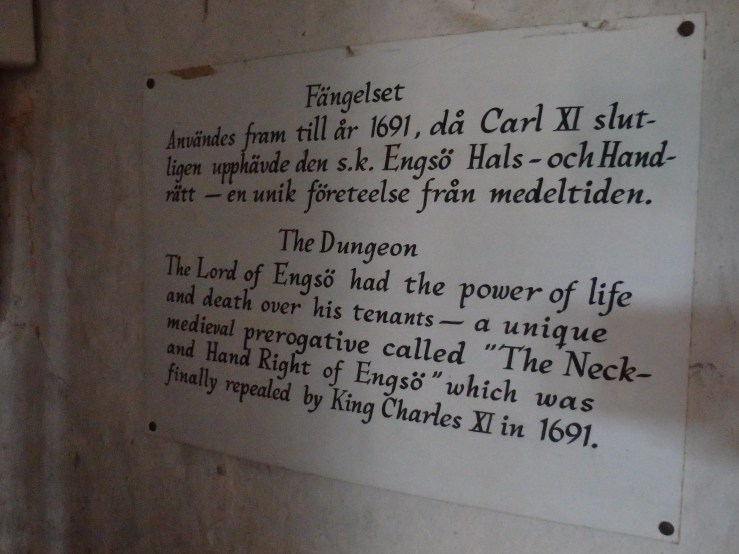 Fängelset
Användes fram till år 1691, då Carl XI slut-
ligen upphävde den s.k. Engsö Hals-och Hand-
rätt – en unik företeelse från medeltiden.
The Dungeon
The Lord of Engsö had the power of life
and death over his tenants – a unique
medieval prerogative called "The Neck-
and Hand Right of Engsö" which was
finally repealed by King Charles XI in 1691.